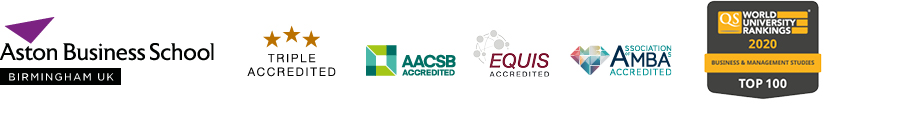 Aston Business School
BIRMINGHAM UK
TRIPLE
ACCREDITED
AACSB
ACCREDITED
EQUIS
ACCREDITED
ASSOCIATION
OF
AMBA
ACCREDITED
QS
WORLD
UNIVERSITY
RANKINGS
2020
BUSINESS & MANAGEMENT STUDIES
TOP 100